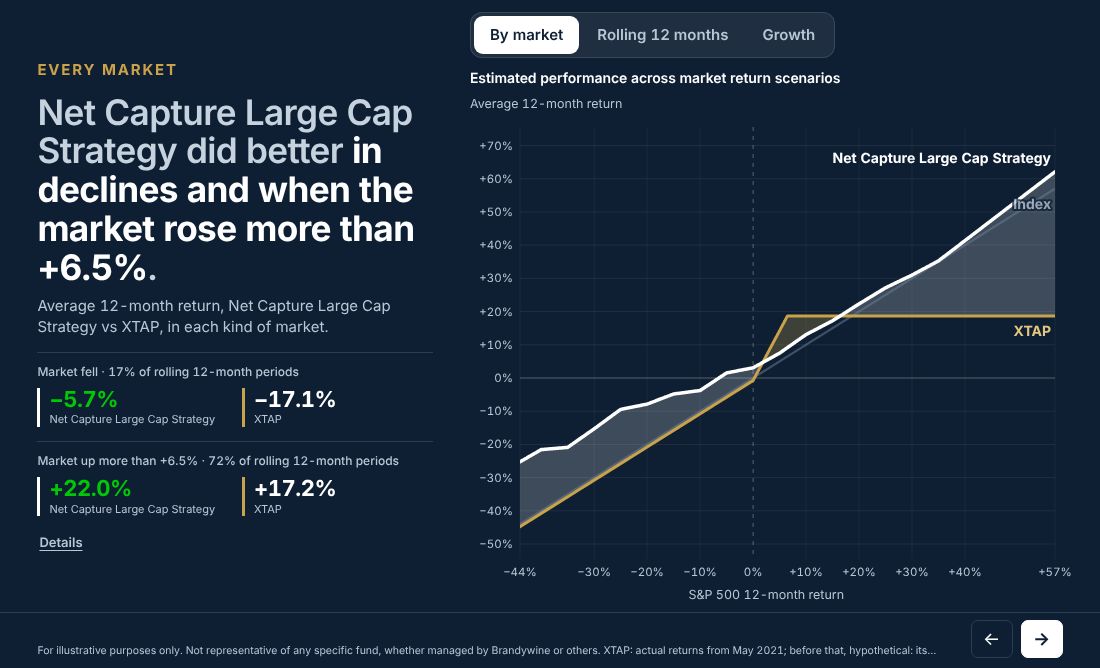 By market
Rolling 12 months
Growth
EVERY MARKET
Net Capture Large Cap
Strategy did better in
declines and when the
market rose more than
+6.5%.
Average 12-month return, Net Capture Large Cap
Strategy vs XTAP, in each kind of market.
Market fell · 17% of rolling 12-month periods
−5.7%
Net Capture Large Cap Strategy
−17.1%
XTAP
Market up more than +6.5% · 72% of rolling 12-month periods
+22.0%
Net Capture Large Cap Strategy
+17.2%
XTAP
Details
Estimated performance across market return scenarios
Average 12-month return
+70%
+60%
+50%
+40%
+30%
+20%
+10%
0%
−10%
−20%
−30%
−40%
−50%
Net Capture Large Cap Strategy
Index
XTAP
−44%
−30%
−20%
−10%
0%
+10%
+20%
+30%
+40%
+57%
S&P 500 12-month return
For illustrative purposes only. Not representative of any specific fund, whether managed by Brandywine or others. XTAP: actual returns from May 2021; before that, hypothetical: its...